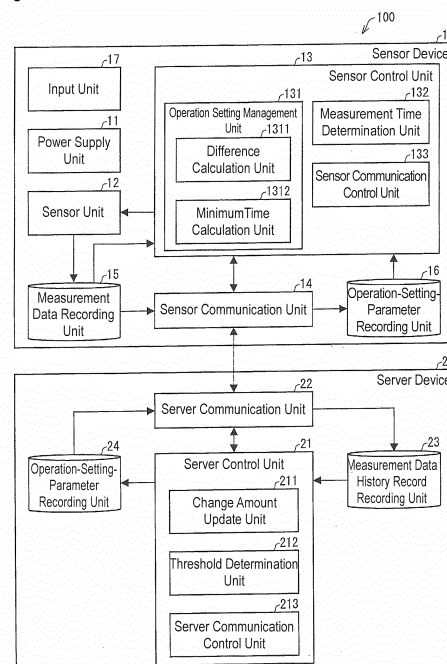 100
1
Sensor Device
17
Input Unit
13
Sensor Control Unit
131
Operation Setting Management
Unit
1311
Difference
Calculation Unit
1312
MinimumTime
Calculation Unit
132
Measurement Time
Determination Unit
133
Sensor Communication
Control Unit
11
Power Supply
Unit
12
Sensor Unit
15
Measurement
Data Recording
Unit
14
Sensor Communication Unit
16
Operation-Setting-
Parameter
Recording Unit
2
Server Device
22
Server Communication Unit
24
Operation-Setting-
Parameter
Recording Unit
21
Server Control Unit
211
Change Amount
Update Unit
212
Threshold Determination
Unit
213
Server Communication
Control Unit
23
Measurement Data
History Record
Recording Unit